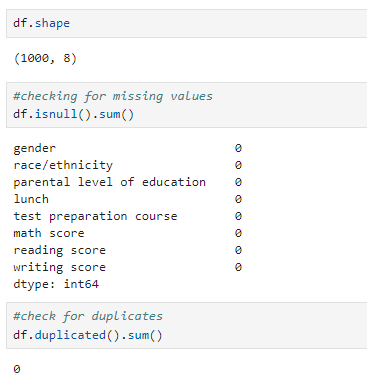 df.shape
(1000, 8)
#checking for missing values
df.isnull().sum()
gender 0
race/ethnicity 0
parental level of education 0
lunch 0
test preparation course 0
math score 0
reading score 0
writing score 0
dtype: int64
#check for duplicates
df.duplicated().sum()
0